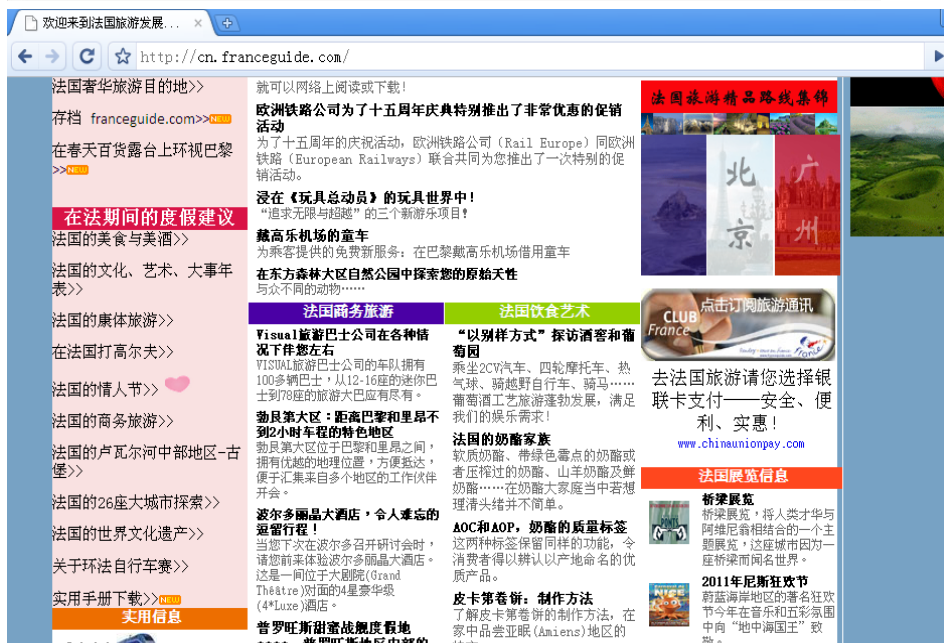 欢迎来到法国旅游发展...
http://cn.franceguide.com/
法国奢华旅游目的地>>
存档 franceguide.com>>NEW
在春天百货露台上环视巴黎
>>NEW
在法期间的度假建议
法国的美食与美酒>>
法国的文化、艺术、大事年
表>>
法国的康体旅游>>
在法国打高尔夫>>
法国的情人节>>
法国的商务旅游>>
法国的卢瓦尔河中部地区-古
堡>>
法国的26座大城市探索>>
法国的世界文化遗产>>
关于环法自行车赛>>
实用手册下载>>NEW
实用信息
就可以网络上阅读或下载!
欧洲铁路公司为了十五周年庆典特别推出了非常优惠的促销
活动
为了十五周年的庆祝活动，欧洲铁路公司（Rail Europe）同欧洲
铁路（European Railways）联合共同为您推出了一次特别的促
销活动。
浸在《玩具总动员》的玩具世界中!
“追求无限与超越”的三个新游乐项目!
戴高乐机场的童车
为乘客提供的免费新服务: 在巴黎戴高乐机场借用童车
在东方森林大区自然公园中探索您的原始天性
与众不同的动物……
法国商务旅游
Visual旅游巴士公司在各种情
况下伴您左右
VISUAL旅游巴士公司的车队拥有
100多辆巴士，从12-16座的迷你巴
士到78座的旅游大巴应有尽有。
勃艮第大区：距离巴黎和里昂不
到2小时车程的特色地区
勃艮第大区位于巴黎和里昂之间，
拥有优越的地理位置，方便抵达，
便于汇集来自多个地区的工作伙伴
开会。
波尔多丽晶大酒店，令人难忘的
逗留行程！
当您下次在波尔多召开研讨会时，
请您前来体验波尔多丽晶大酒店。
这是一间位于大剧院(Grand
Théâtre)对面的4星豪华级
(4*Luxe)酒店。
普罗旺斯甜蜜战舰度假地
法国饮食艺术
“以别样方式”探访酒窖和葡
萄园
乘坐2CV汽车、四轮摩托车、热
气球、骑越野自行车、骑马……
葡萄酒工艺旅游蓬勃发展，满足
我们的娱乐需求!
法国的奶酪家族
软质奶酪、带绿色霉点的奶酪或
者压榨过的奶酪、山羊奶酪及鲜
奶酪……在奶酪大家庭当中若想
理清头绪并不简单。
AOC和AOP，奶酪的质量标签
这两种标签保留同样的功能，令
消费者得以辨认以产地命名的优
质产品。
皮卡第卷饼: 制作方法
了解皮卡第卷饼的制作方法，在
家中品尝亚眠(Amiens)地区的
法国旅游精品路线集锦
北京
广州
点击订阅旅游通讯
CLUB
France
去法国旅游请您选择银
联卡支付——安全、便
利、实惠!
www.chinaunionpay.com
法国展览信息
桥梁展览
桥梁展览，将人类才华与
阿维尼翁相结合的一个主
题展览，这座城市因为一
座桥梁而闻名世界。
PONTS
2011年尼斯狂欢节
蔚蓝海岸地区的著名狂欢
节今年在音乐和五彩氛围
中向“地中海国王”致
NICE